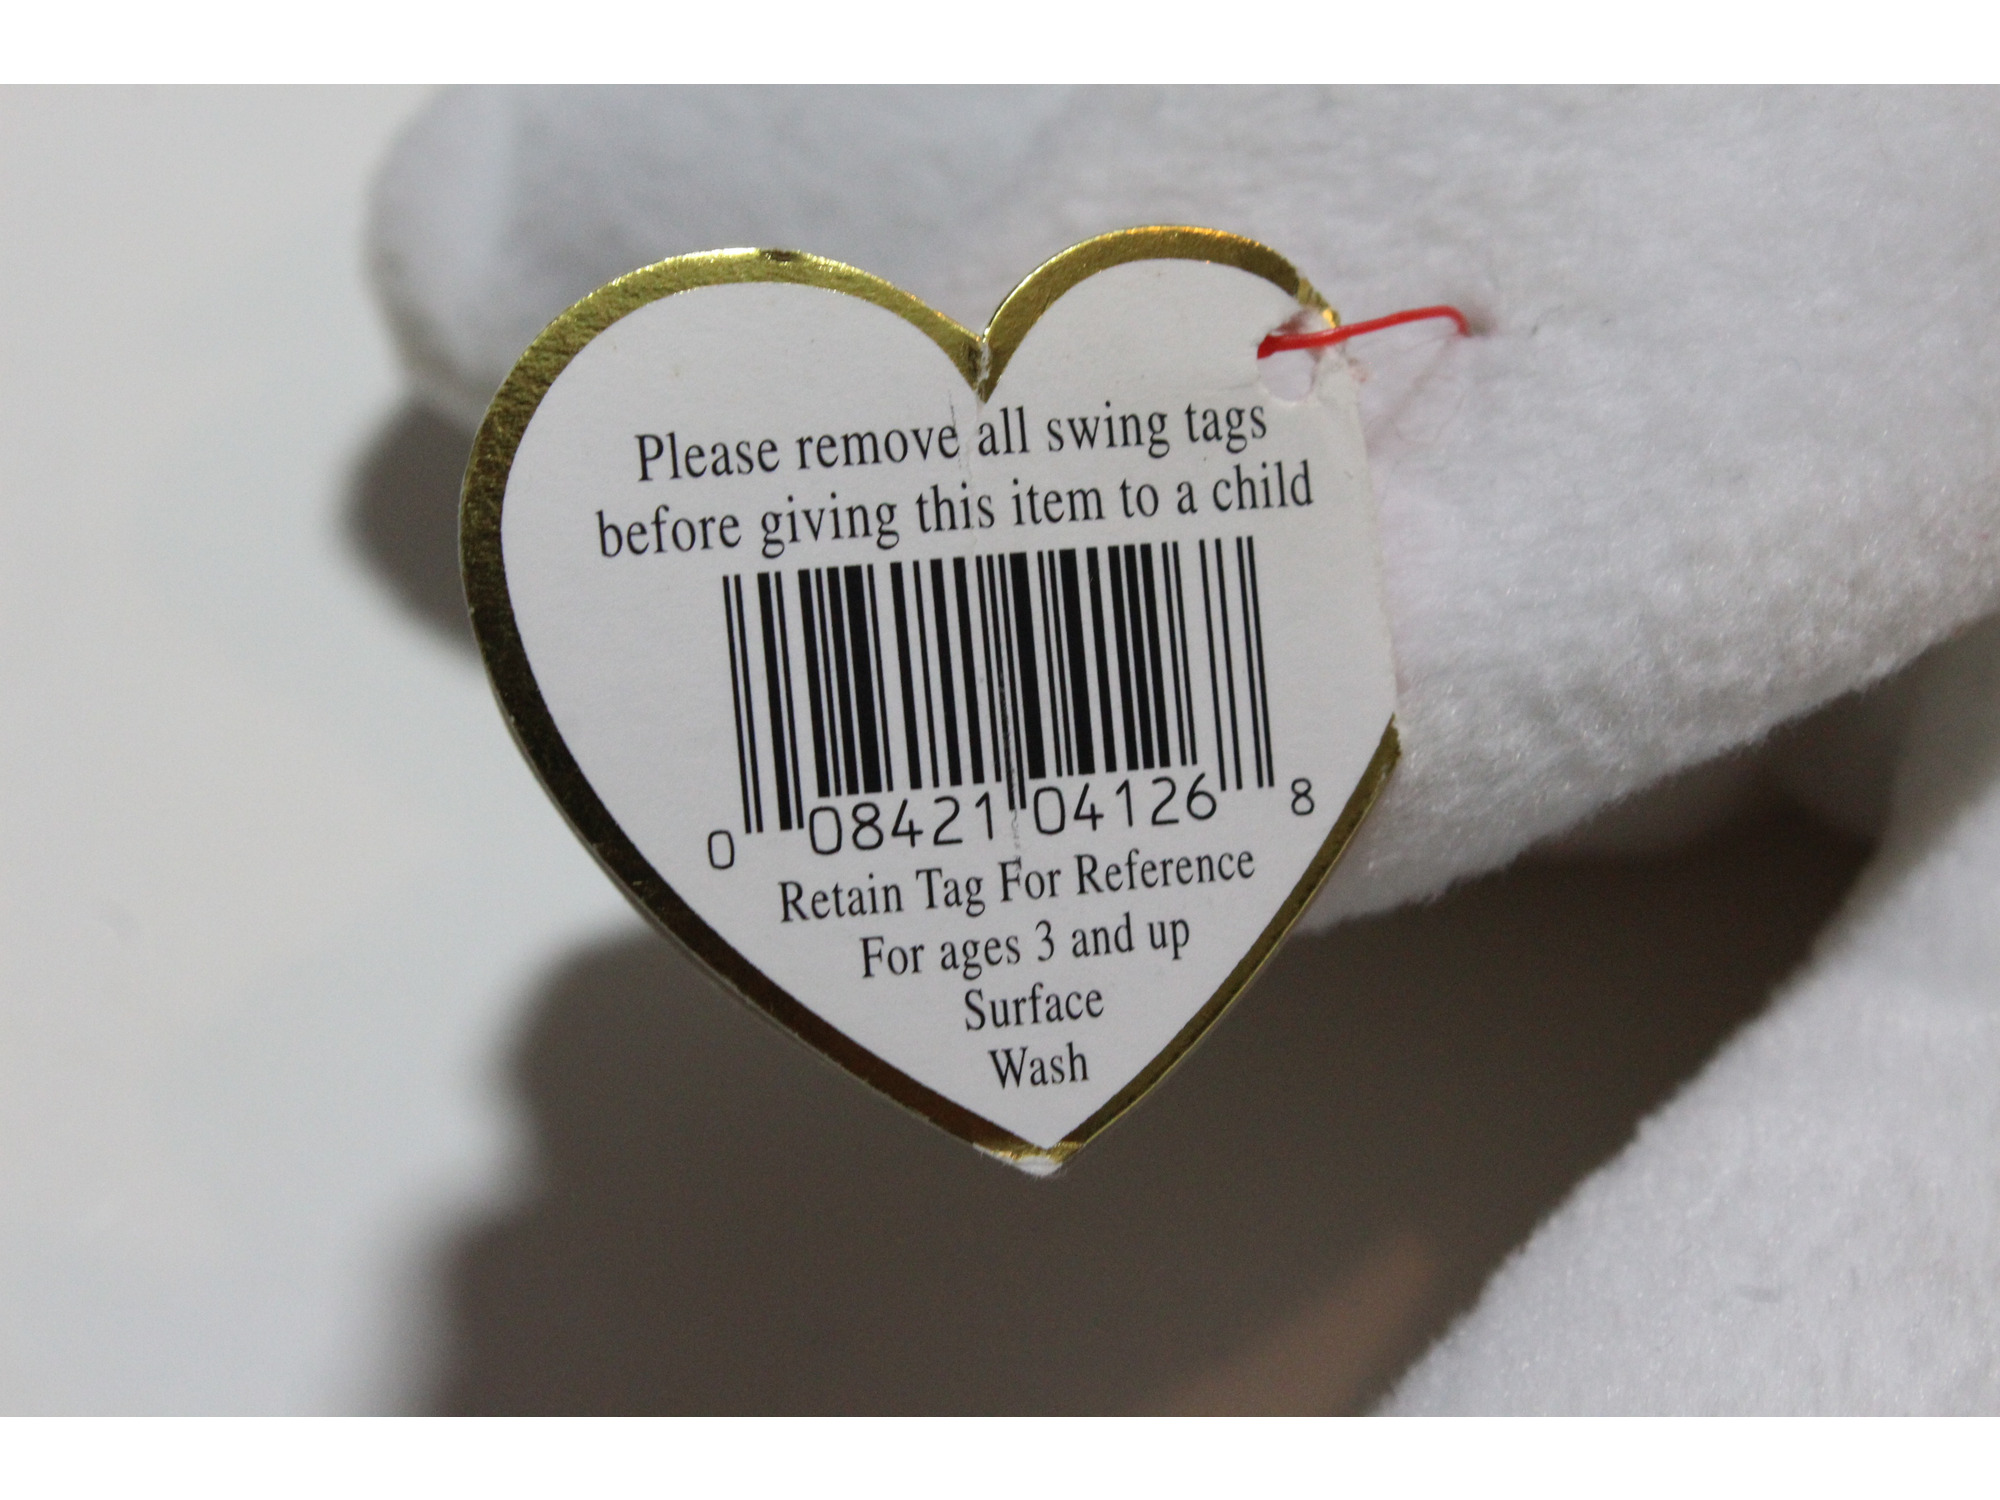 Please remove all swing tags
before giving this item to a child
0 08421 04126 8
Retain Tag For Reference
For ages 3 and up
Surface
Wash